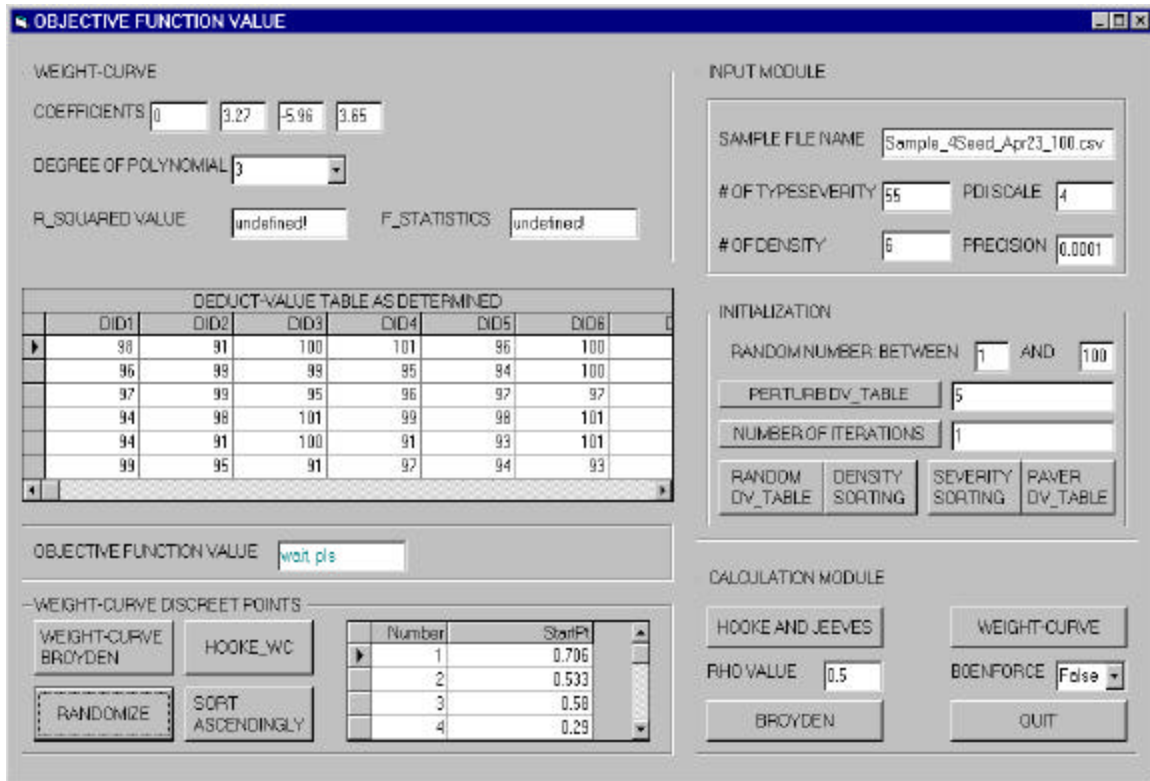 OBJECTIVE FUNCTION VALUE
WEIGHT-CURVE
COEFFICIENTS 0 3.27 -5.96 3.65
DEGREE OF POLYNOMIAL 3
R_SQUARED VALUE undefined! F_STATISTICS undefined!
DEDUCT-VALUE TABLE AS DETERMINED
DID1 DID2 DID3 DID4 DID5 DID6 D
98 91 100 101 96 100
96 99 99 95 94 100
97 99 95 96 97 97
94 98 101 99 98 101
94 91 100 91 93 101
99 95 91 97 94 93
OBJECTIVE FUNCTION VALUE wait, pls
WEIGHT-CURVE DISCREET POINTS
WEIGHT-CURVE BROYDEN
HOOKE_WC
RANDOMIZE
SORT ASCENDINGLY
Number StartPt
1 0.706
2 0.533
3 0.58
4 0.29
INPUT MODULE
SAMPLE FILE NAME Sample_4Seed_Apr23_100.csv
# OF TYPESEVERITY 55 PDI SCALE 4
# OF DENSITY 6 PRECISION 0.0001
INITIALIZATION
RANDOM NUMBER: BETWEEN 1 AND 100
PERTURB DV_TABLE 5
NUMBER OF ITERATIONS 1
RANDOM DV_TABLE
DENSITY SORTING
SEVERITY SORTING
PAVER DV_TABLE
CALCULATION MODULE
HOOKE AND JEEVES WEIGHT-CURVE
RHO VALUE 0.5 BOENFORCE False
BROYDEN QUIT